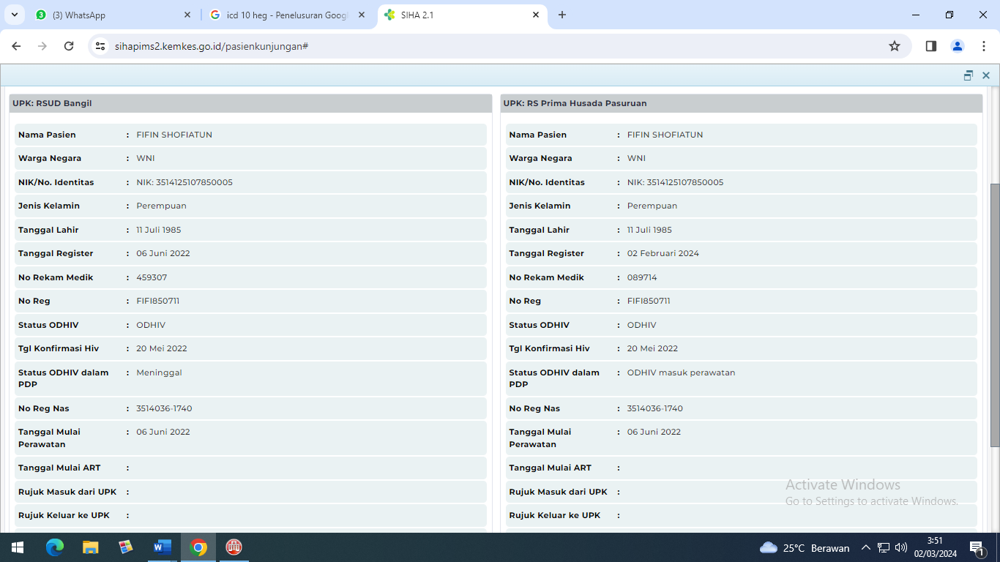 (3) WhatsApp
icd 10 heg - Penelusuran Googl
SIHA 2.1
sihapims2.kemkes.go.id/pasienkunjungan#
UPK: RSUD Bangil
Nama Pasien : FIFIN SHOFIATUN
Warga Negara : WNI
NIK/No. Identitas : NIK: 3514125107850005
Jenis Kelamin : Perempuan
Tanggal Lahir : 11 Juli 1985
Tanggal Register : 06 Juni 2022
No Rekam Medik : 459307
No Reg : FIFI850711
Status ODHIV : ODHIV
Tgl Konfirmasi Hiv : 20 Mei 2022
Status ODHIV dalam : Meninggal
PDP
No Reg Nas : 3514036-1740
Tanggal Mulai : 06 Juni 2022
Perawatan
Tanggal Mulai ART :
Rujuk Masuk dari UPK :
Rujuk Keluar ke UPK :
UPK: RS Prima Husada Pasuruan
Nama Pasien : FIFIN SHOFIATUN
Warga Negara : WNI
NIK/No. Identitas : NIK: 3514125107850005
Jenis Kelamin : Perempuan
Tanggal Lahir : 11 Juli 1985
Tanggal Register : 02 Februari 2024
No Rekam Medik : 089714
No Reg : FIFI850711
Status ODHIV : ODHIV
Tgl Konfirmasi Hiv : 20 Mei 2022
Status ODHIV dalam : ODHIV masuk perawatan
PDP
No Reg Nas : 3514036-1740
Tanggal Mulai : 06 Juni 2022
Perawatan
Tanggal Mulai ART :
Rujuk Masuk dari UPK :
Rujuk Keluar ke UPK :
Activate Windows
Go to Settings to activate Windows.
25°C Berawan
3:51
02/03/2024
1